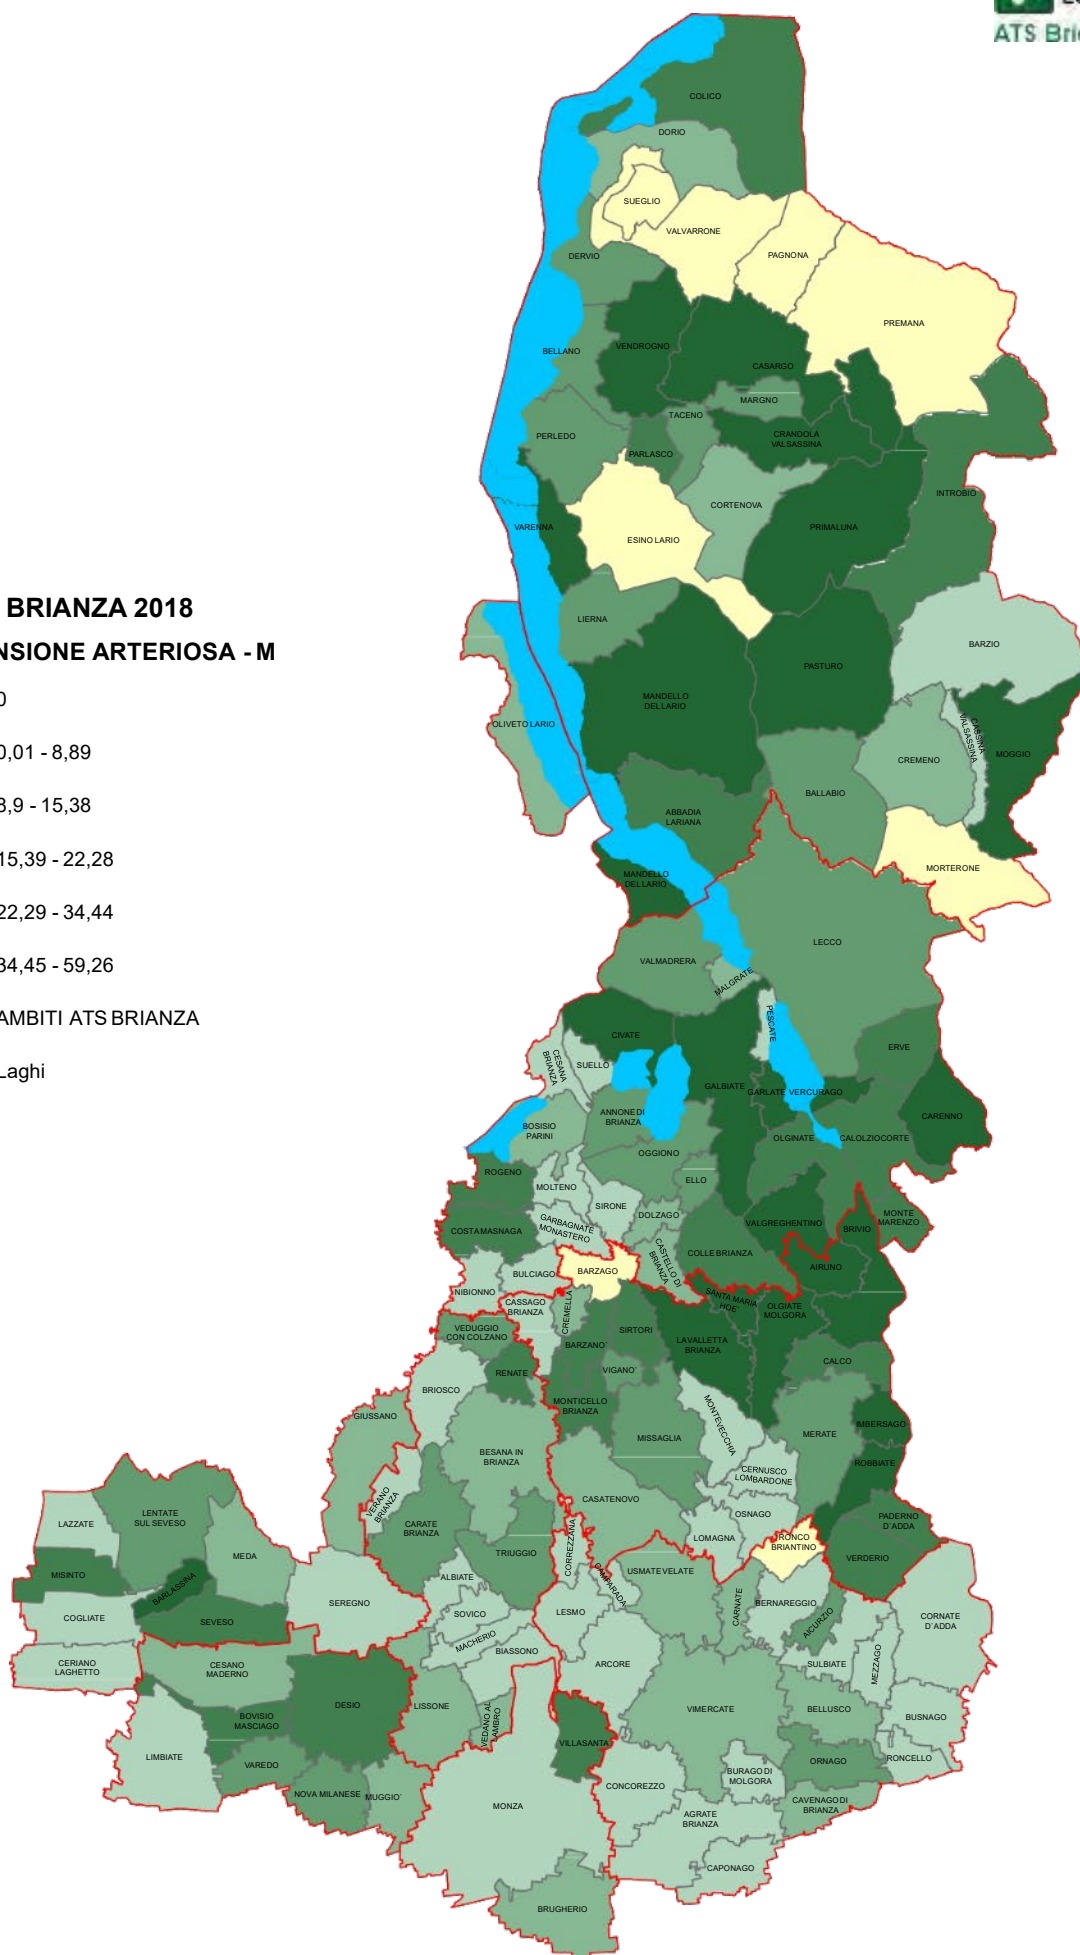 ATS Bri
BRIANZA 2018
NSIONE ARTERIOSA - M
0
0,01 - 8,89
8,9 - 15,38
15,39 - 22,28
22,29 - 34,44
34,45 - 59,26
AMBITI ATS BRIANZA
Laghi
COLICO
DORIO
SUEGLIO
VALVARRONE
PAGNONA
DERVIO
PREMANA
VENDROGNO
BELLANO
CASARGO
MARGNO
TACENO
PERLEDO
CRANDOLA
VALSASSINA
PARLASCO
INTROBIO
CORTENOVA
VARENNA
PRIMALUNA
ESINO LARIO
LIERNA
BARZIO
PASTURO
MANDELLO
DEL LARIO
OLIVETO LARIO
CASSINA
VALSASSINA
MOGGIO
CREMENO
BALLABIO
ABBADIA
LARIANA
MORTERONE
MANDELLO
DEL LARIO
LECCO
VALMADRERA
MALGRATE
PESCATE
CIVATE
ERVE
CESANA
BRIANZA
SUELLO
GALBIATE
GARLATE
VERCURAGO
CARENNO
ANNONE DI
BRIANZA
BOSISIO
PARINI
OLGINATE
CALOLZIOCORTE
OGGIONO
ROGENO
ELLO
MOLTENO
SIRONE
DOLZAGO
MONTE
MARENZO
COSTA MASNAGA
GARBAGNATE
MONASTERO
VALGREGHENTINO
BRIVIO
COLLE BRIANZA
CASTELLO DI
BRIANZA
AIRUNO
BARZAGO
BULCIAGO
NIBIONNO
CASSAGO
BRIANZA
CREMELLA
SANTA MARIA
HOE'
OLGIATE
MOLGORA
VEDUGGIO
CON COLZANO
SIRTORI
BARZANO'
LAVALLETTA
BRIANZA
CALCO
RENATE
VIGANO'
BRIOSCO
MONTICELLO
BRIANZA
GIUSSANO
MONTEVECCHIA
IMBERSAGO
MERATE
MISSAGLIA
BESANA IN
BRIANZA
ROBBIATE
CERNUSCO
LOMBARDONE
VERANO
BRIANZA
CASATENOVO
LENTATE
SUL SEVESO
LAZZATE
OSNAGO
PADERNO
D'ADDA
CARATE
BRIANZA
LOMAGNA
RONCO
BRIANTINO
CORREZZANA
TRIUGGIO
MEDA
VERDERIO
USMATE VELATE
MISINTO
ALBIATE
CAMPARADA
BARLASSINA
SEREGNO
CARNATE
BERNAREGGIO
SOVICO
LESMO
COGLIATE
SEVESO
AICURZIO
CORNATE
D'ADDA
MACHERIO
BIASSONO
CERIANO
LAGHETTO
CESANO
MADERNO
ARCORE
SULBIATE
MEZZAGO
DESIO
LISSONE
VIMERCATE
BELLUSCO
BOVISIO
MASCIAGO
VEDANO AL
LAMBRO
BUSNAGO
VILLASANTA
LIMBIATE
VAREDO
ORNAGO
RONCELLO
BURAGO DI
MOLGORA
CONCOREZZO
NOVA MILANESE
MUGGIO'
CAVENAGO DI
BRIANZA
MONZA
AGRATE
BRIANZA
CAPONAGO
BRUGHERIO